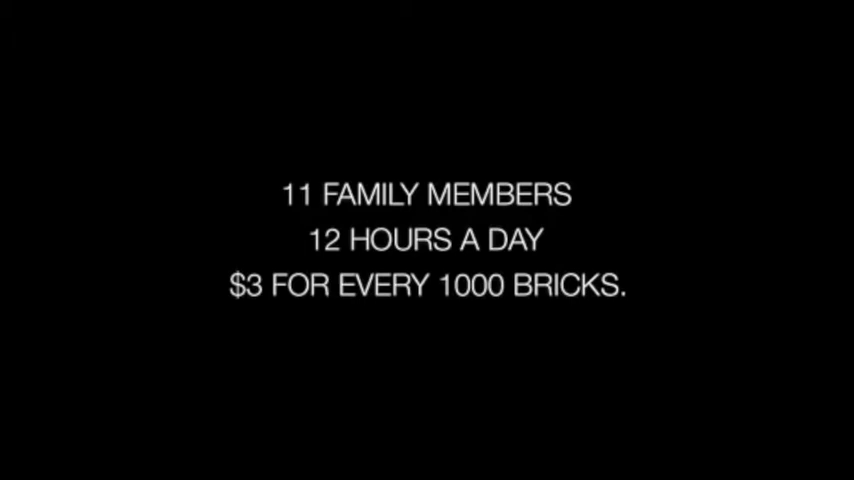 11 FAMILY MEMBERS
12 HOURS A DAY
$3 FOR EVERY 1000 BRICKS.